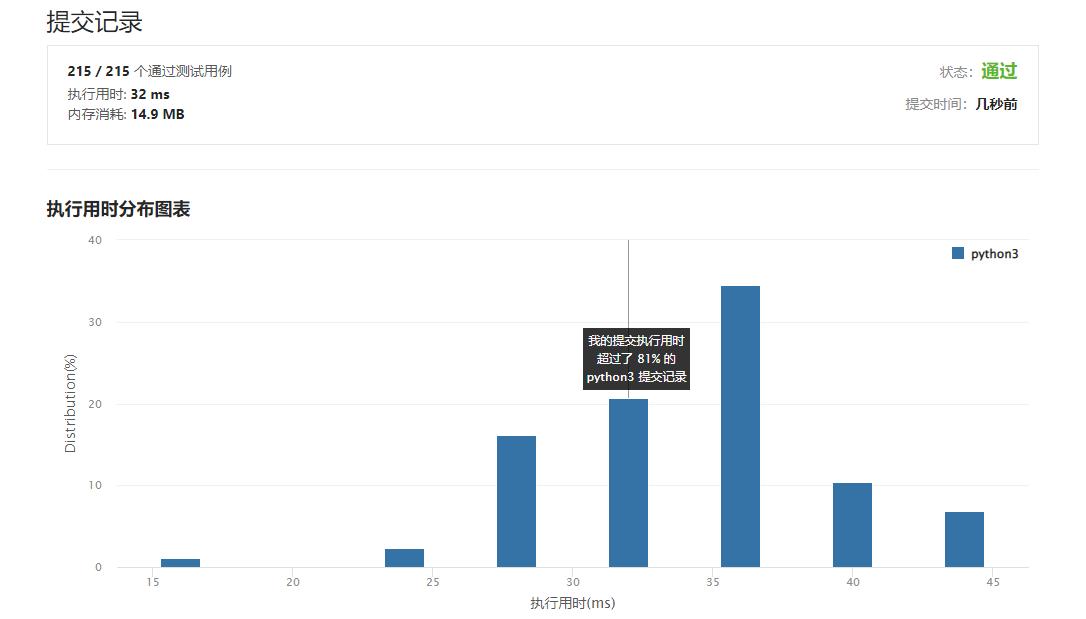 提交记录
215 / 215 个通过测试用例
状态：通过
执行用时: 32 ms
提交时间：几秒前
内存消耗: 14.9 MB
执行用时分布图表
40
python3
30
我的提交执行用时
超过了 81% 的
python3 提交记录
Distribution(%)
20
10
0
15
20
25
30
35
40
45
执行用时(ms)